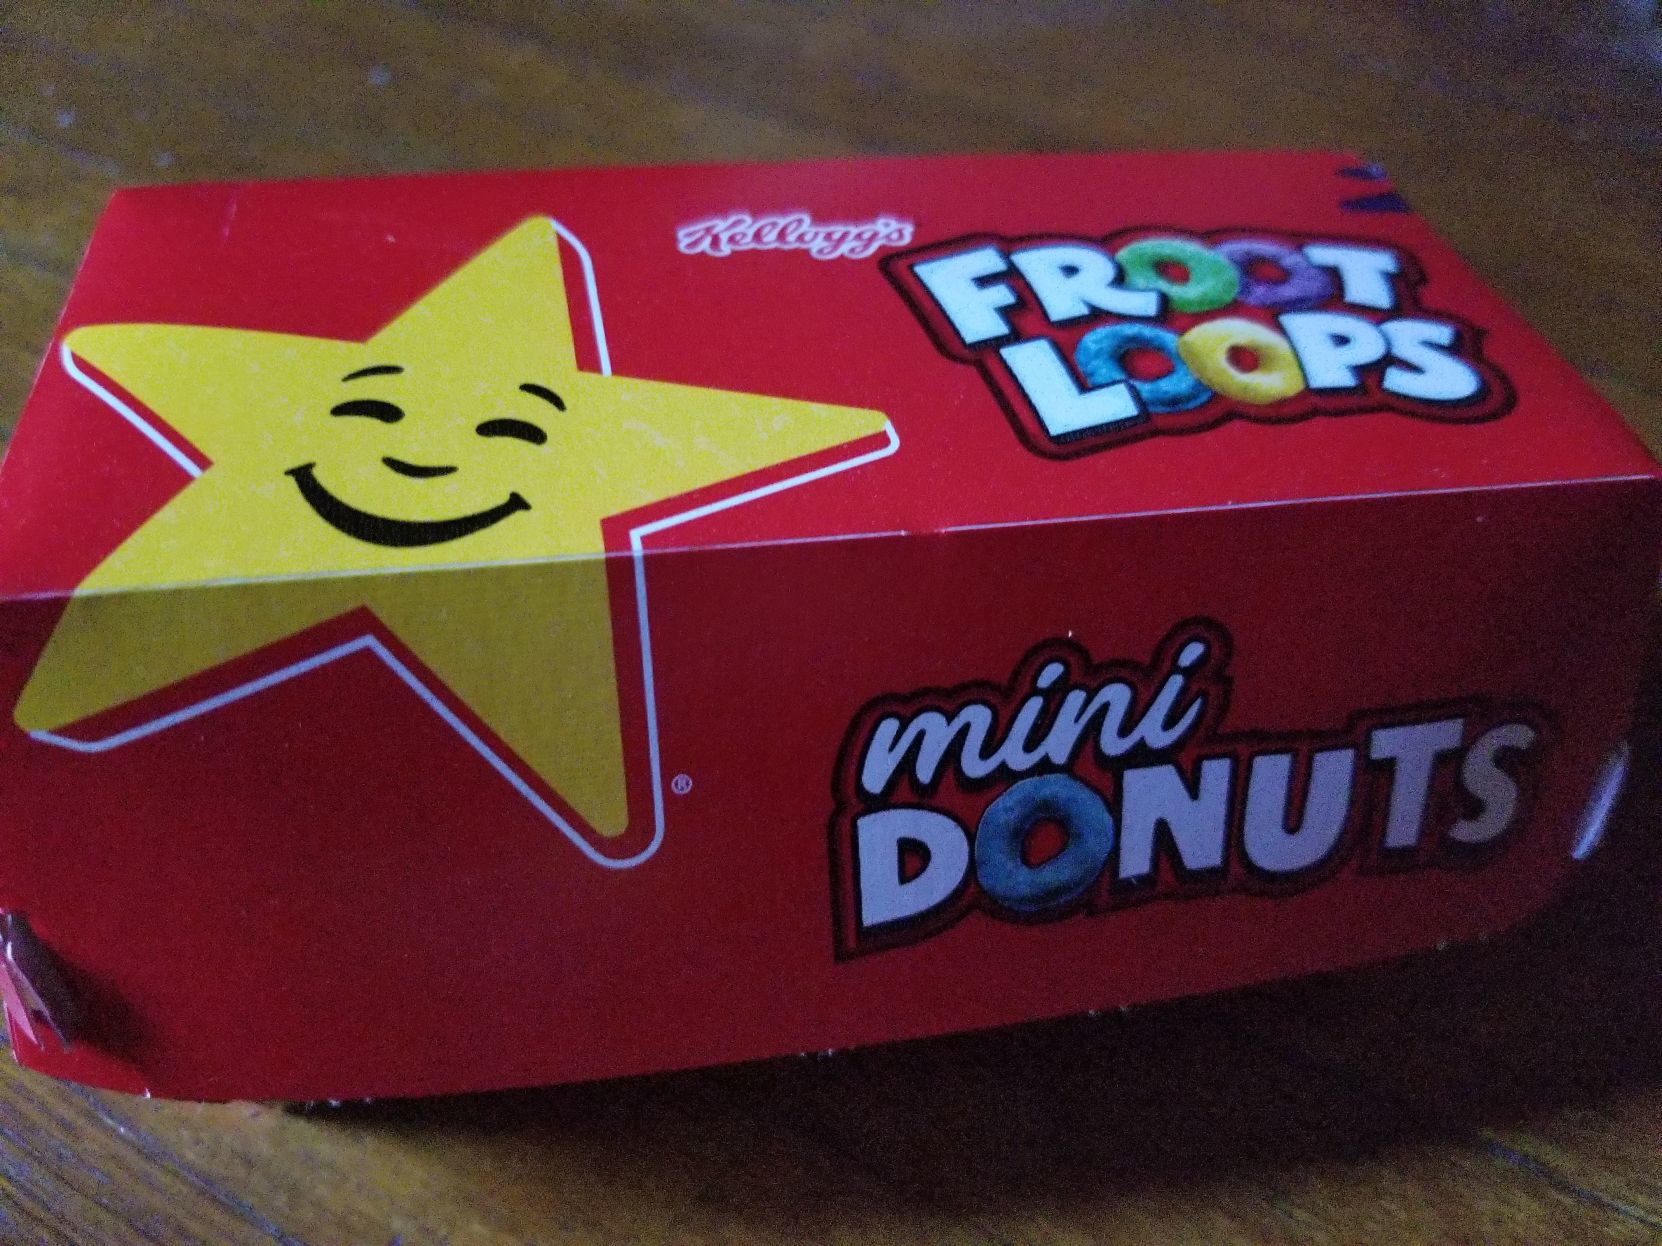 Kellogg's
FROOT
LOOPS
mini
DONUTS
®